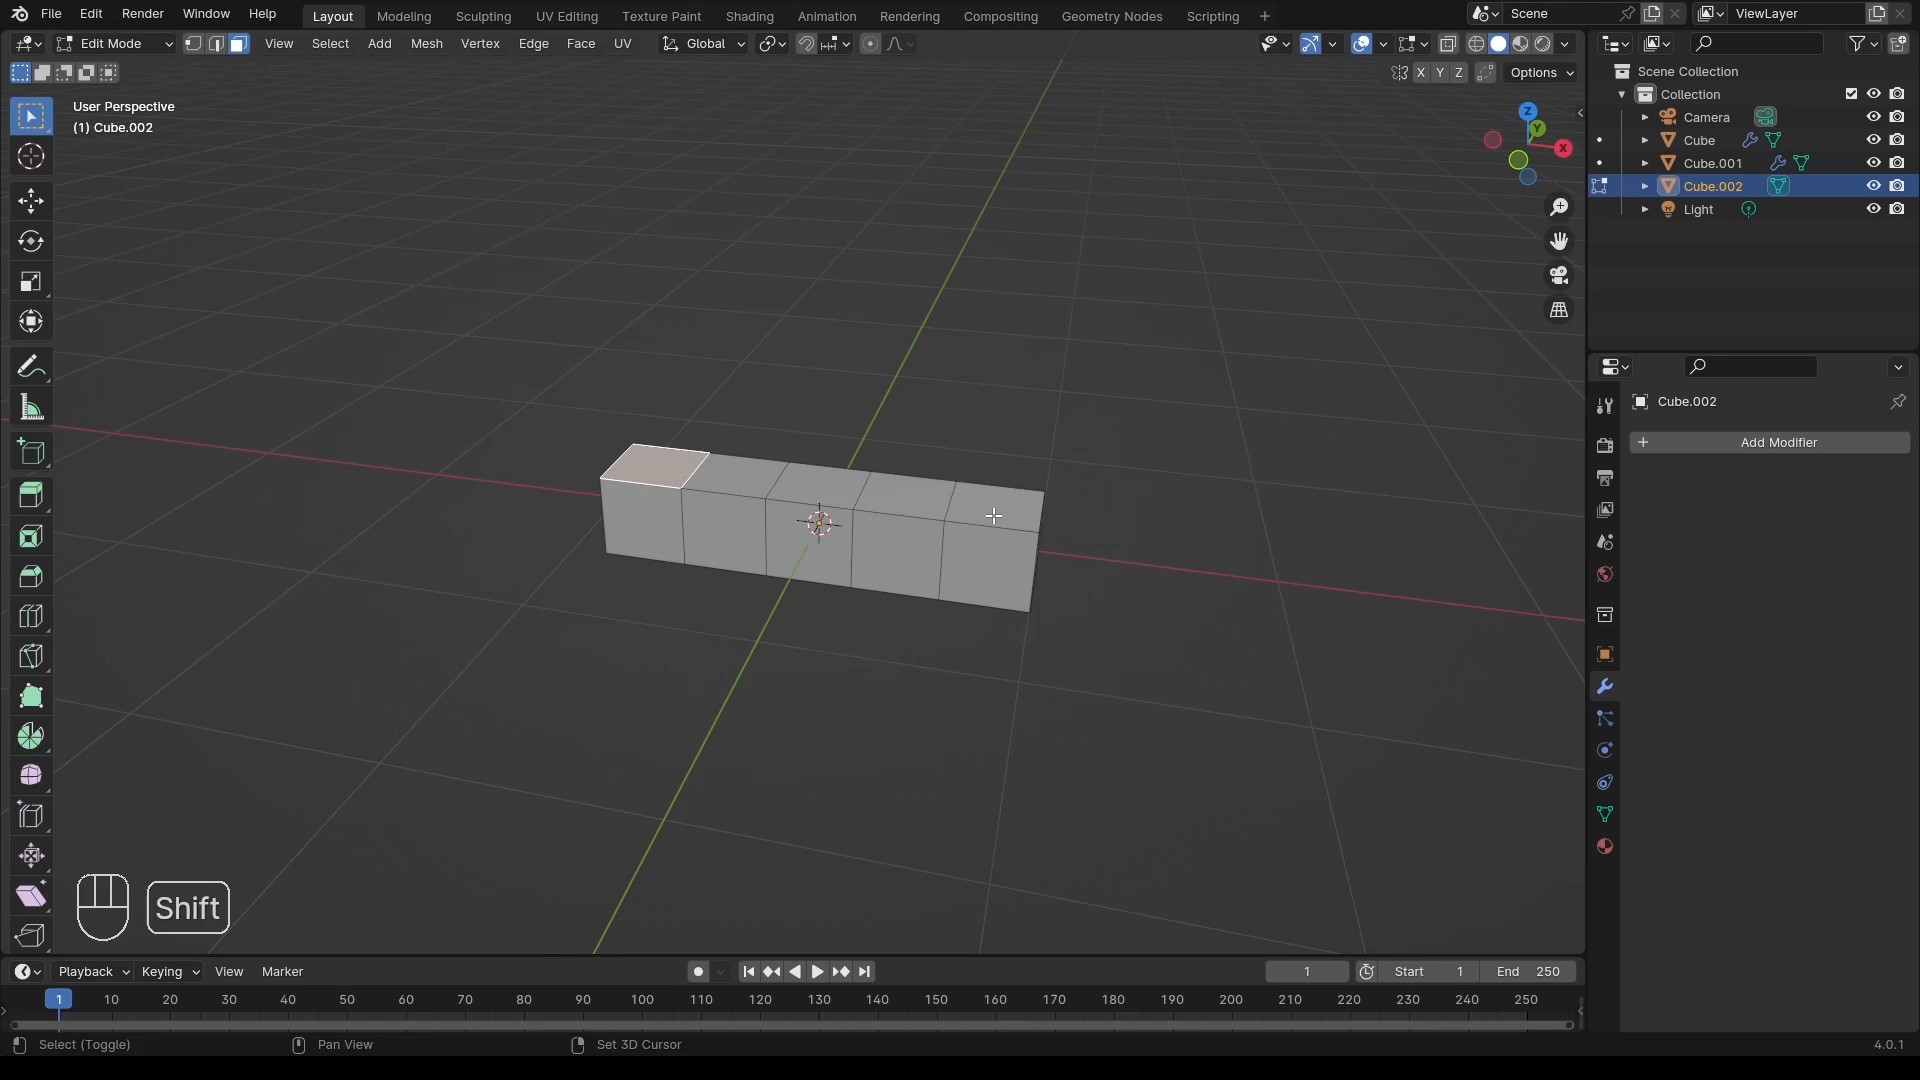 File Edit Render Window Help Layout Modeling Sculpting UV Editing Texture Paint Shading Animation Rendering Compositing Geometry Nodes Scripting + Scene ViewLayer
Edit Mode View Select Add Mesh Vertex Edge Face UV Global
X Y Z Options
User Perspective
(1) Cube.002
Z
Y
X
Scene Collection
Collection
Camera
Cube
Cube.001
Cube.002
Light
Cube.002
+ Add Modifier
Shift
Playback Keying View Marker 1 Start 1 End 250
1 10 20 30 40 50 60 70 80 90 100 110 120 130 140 150 160 170 180 190 200 210 220 230 240 250
Select (Toggle) Pan View Set 3D Cursor 4.0.1